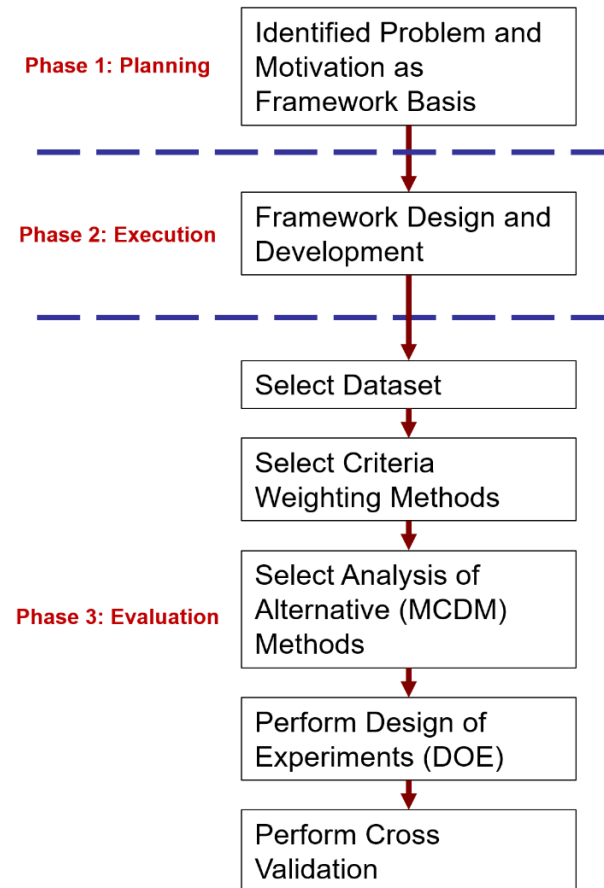 Phase 1: Planning
Identified Problem and
Motivation as
Framework Basis
Phase 2: Execution
Framework Design and
Development
Select Dataset
Select Criteria
Weighting Methods
Phase 3: Evaluation
Select Analysis of
Alternative (MCDM)
Methods
Perform Design of
Experiments (DOE)
Perform Cross
Validation